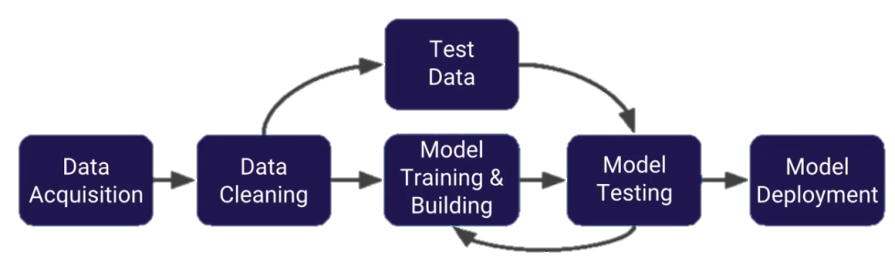 Test
Data
Data
Acquisition
Data
Cleaning
Model
Training &
Building
Model
Testing
Model
Deployment